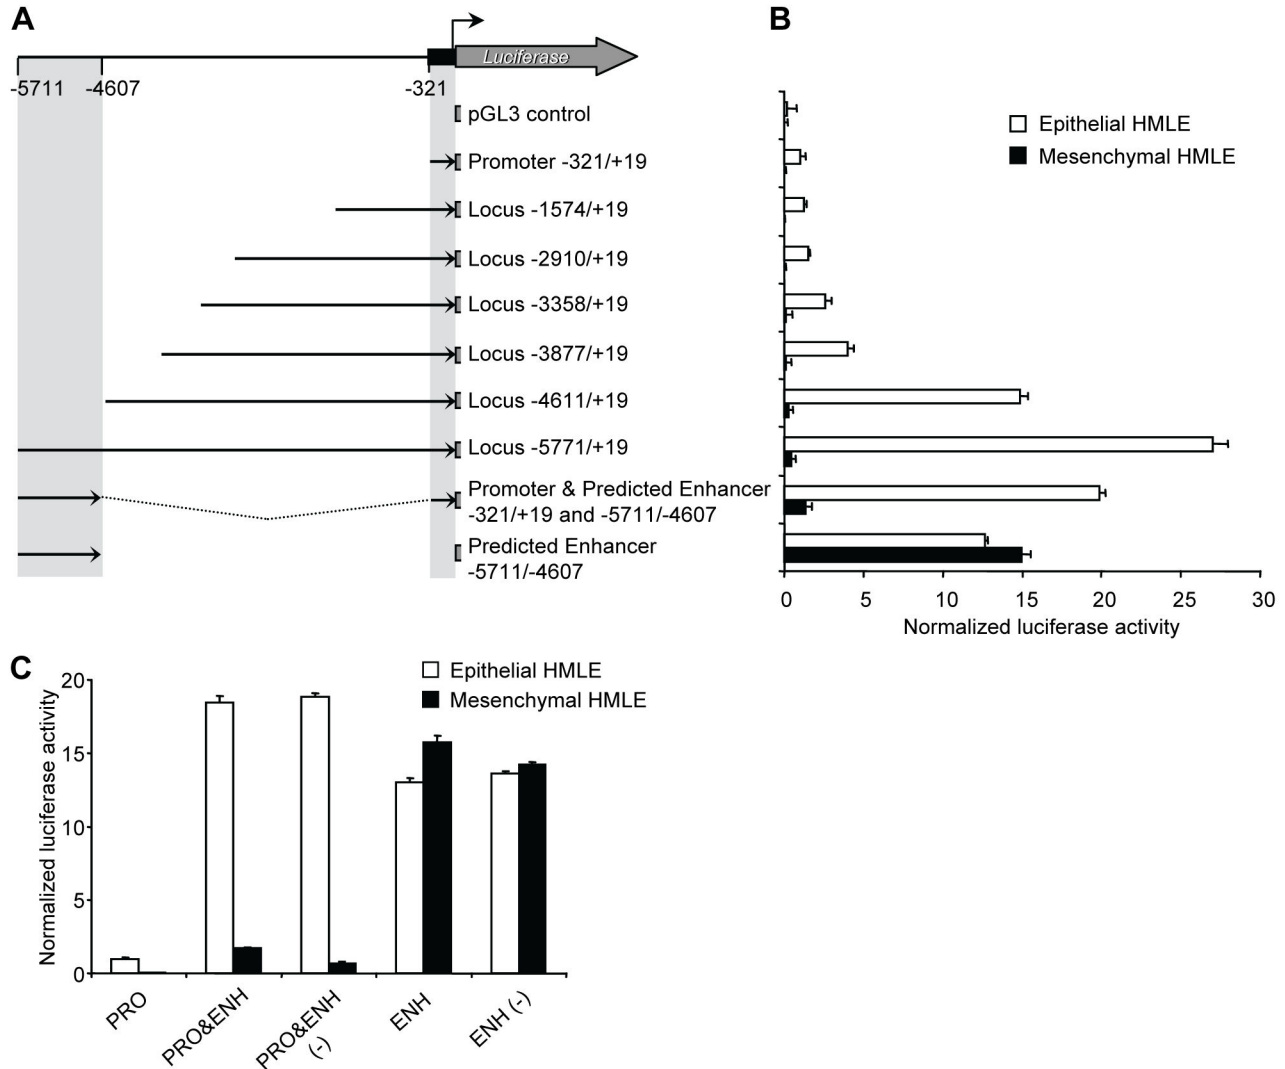 A
Luciferase
-5711
-4607
-321
pGL3 control
Promoter -321/+19
Locus -1574/+19
Locus -2910/+19
Locus -3358/+19
Locus -3877/+19
Locus -4611/+19
Locus -5771/+19
Promoter & Predicted Enhancer
-321/+19 and -5711/-4607
Predicted Enhancer
-5711/-4607
B
Epithelial HMLE
Mesenchymal HMLE
0 5 10 15 20 25 30
Normalized luciferase activity
C
Epithelial HMLE
Mesenchymal HMLE
Normalized luciferase activity
20
15
10
5
0
PRO
PRO&ENH
PRO&ENH
(-)
ENH
ENH (-)